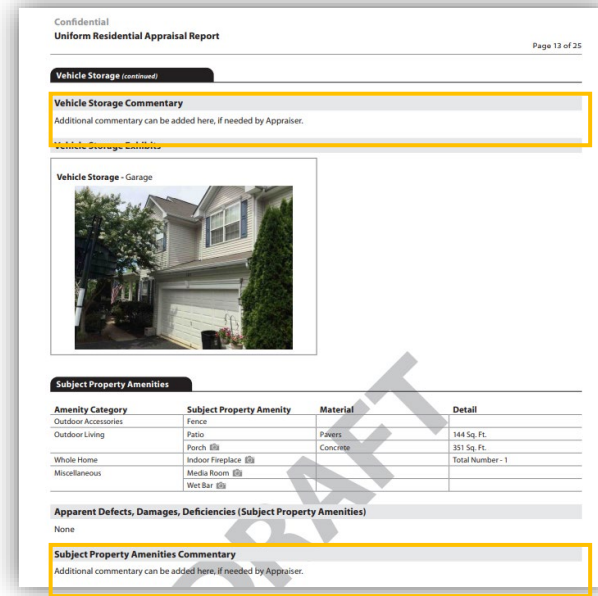 Confidential
Uniform Residential Appraisal Report
Page 13 of 25
Vehicle Storage (continued)
Vehicle Storage Commentary
Additional commentary can be added here, if needed by Appraiser.
Vehicle Storage Exhibits
Vehicle Storage - Garage
Subject Property Amenities
Amenity Category Subject Property Amenity Material Detail
Outdoor Accessories Fence
Outdoor Living Patio Pavers 144 Sq. Ft.
Porch Concrete 351 Sq. Ft.
Whole Home Indoor Fireplace Total Number - 1
Miscellaneous Media Room
Wet Bar
Apparent Defects, Damages, Deficiencies (Subject Property Amenities)
None
Subject Property Amenities Commentary
Additional commentary can be added here, if needed by Appraiser.
DRAFT